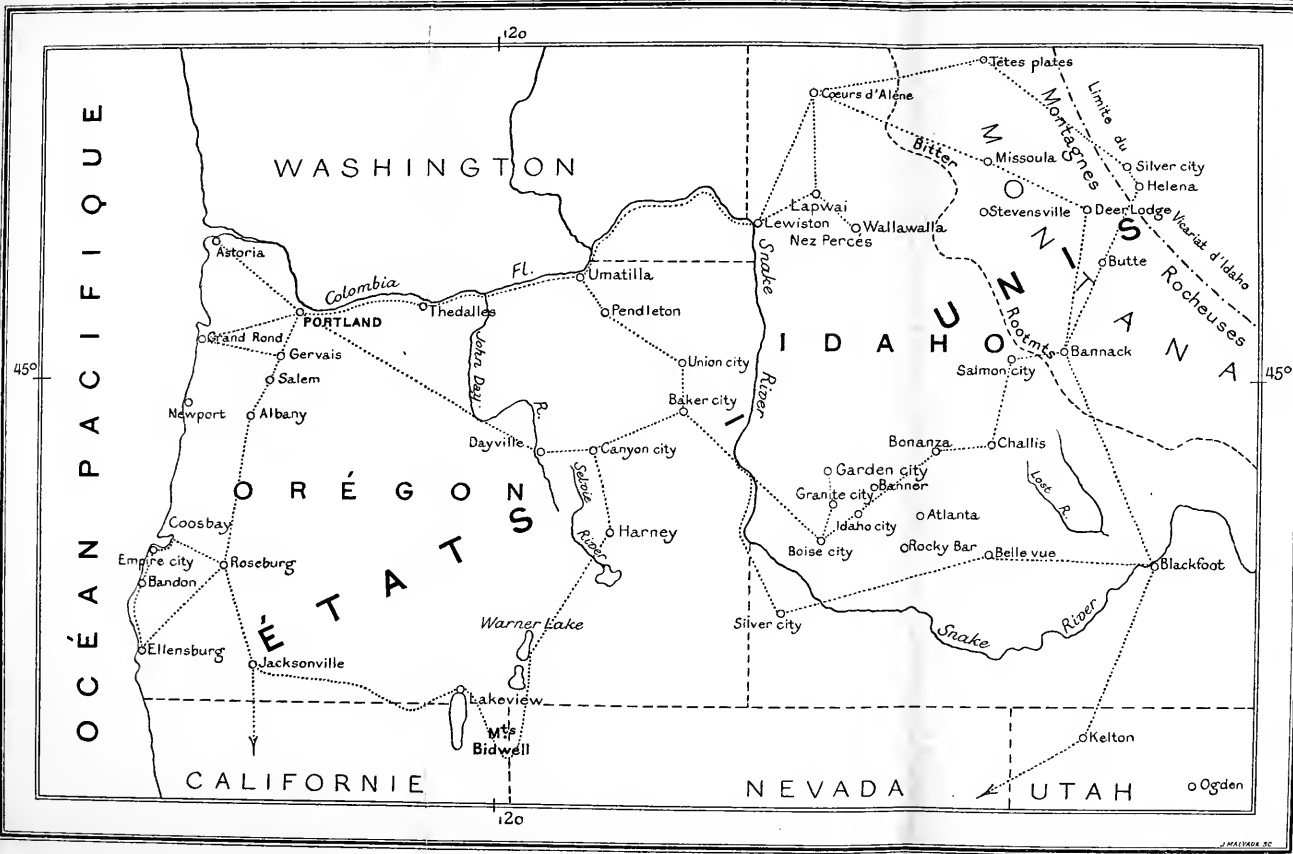 120
OCÉAN PACIFIQUE
WASHINGTON
Têtes plates
Cœurs d'Alène
Montagnes
Limite du
Bitter
Missoula
Silver city
Helena
Lapwai
Stevensville
Deer Lodge
Vicariat d'Idaho
Lewiston
Wallawalla
Nez Percés
Astoria
Snake
Butte
Rocheuses
Fl.
Umatilla
Colombia
Thedalles
PORTLAND
Pendleton
Grand Rond
John Day
IDAHO
Rootmts
MONTANA
Gervais
Bannack
Union city
Salmon city
45°
45°
Salem
River
Newport
Albany
Baker city
R.
Dayville
Canyon city
Bonanza
Challis
Garden city
Selvie
Lost R.
Banner
ORÉGON
Granite city
Idaho city
Atlanta
Coosbay
Harney
Boise city
Rocky Bar
Belle vue
River
Empire city
Roseburg
Blackfoot
Bandon
ÉTATS UNIS
Silver city
Warner Lake
Snake
River
Ellensburg
Jacksonville
Lakeview
Mts
Bidwell
Kelton
CALIFORNIE
NEVADA
UTAH
Ogden
120
J MALVAUX SC